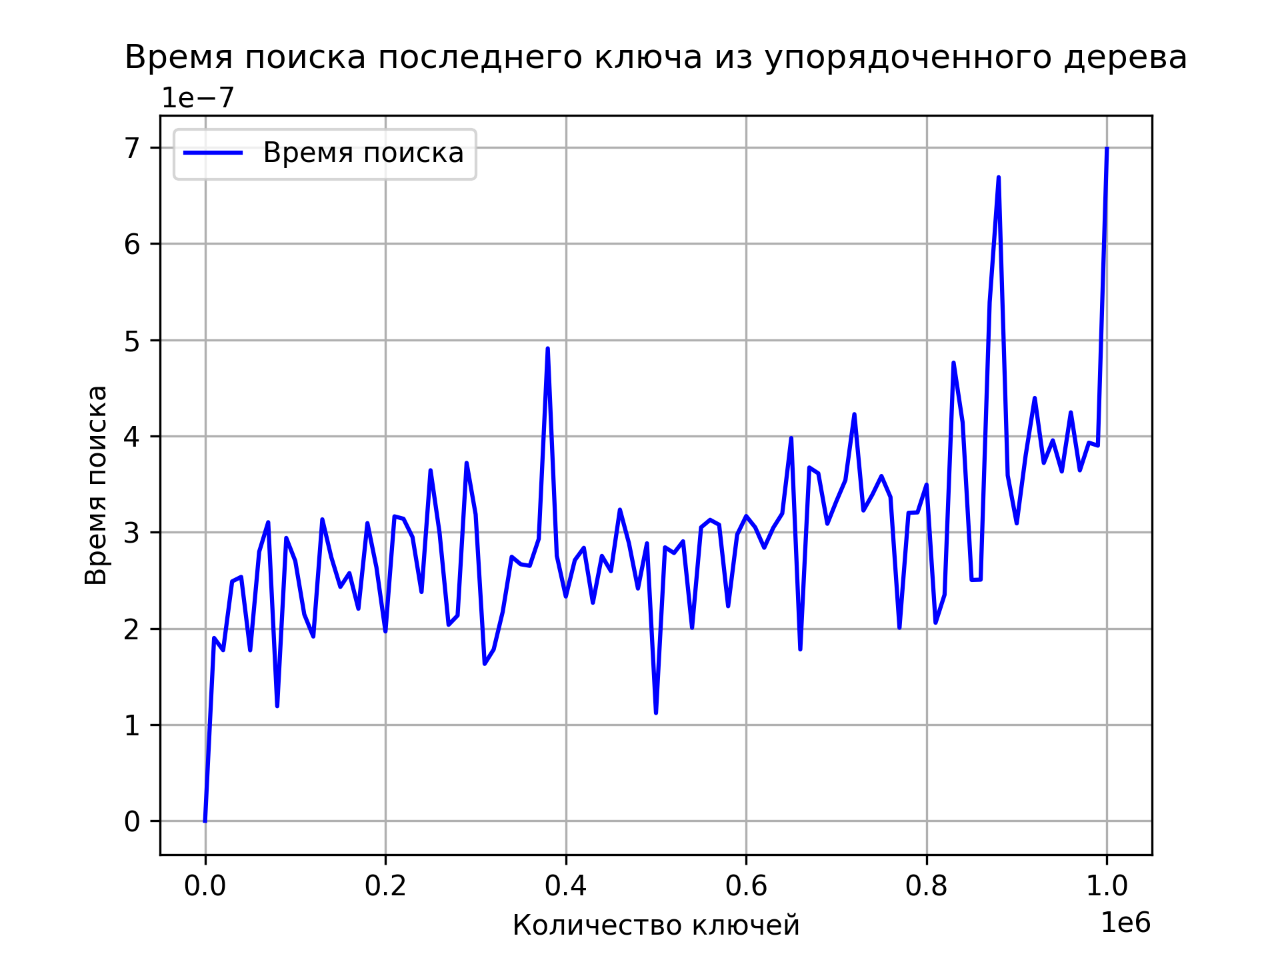 Время поиска последнего ключа из упорядоченного дерева
1e−7
7
6
5
4
3
2
1
0
Время поиска
Время поиска
0.0 0.2 0.4 0.6 0.8 1.0
Количество ключей
1e6